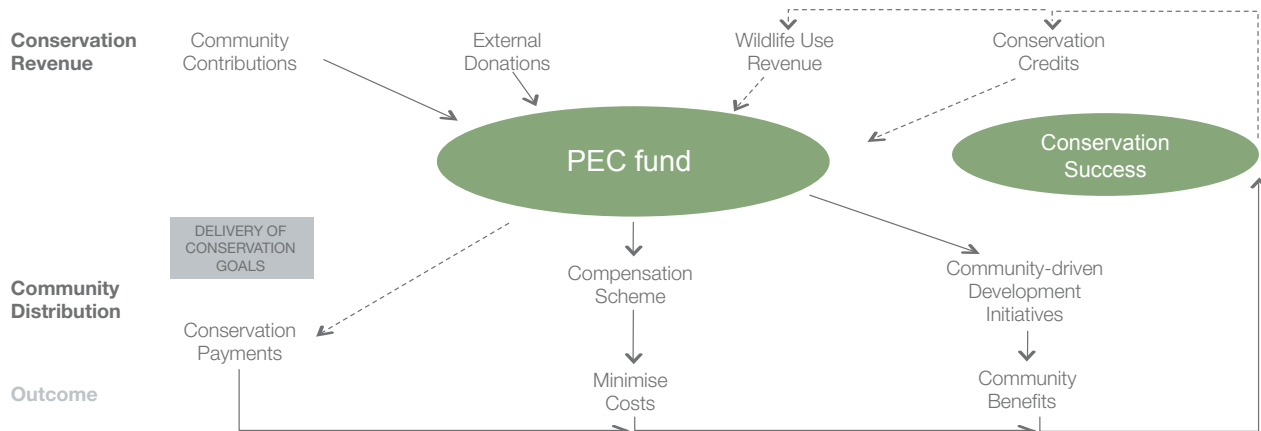 Conservation
Revenue
Community
Contributions
External
Donations
Wildlife Use
Revenue
Conservation
Credits
PEC fund
Conservation
Success
DELIVERY OF
CONSERVATION
GOALS
Community
Distribution
Conservation
Payments
Compensation
Scheme
Community-driven
Development
Initiatives
Outcome
Minimise
Costs
Community
Benefits